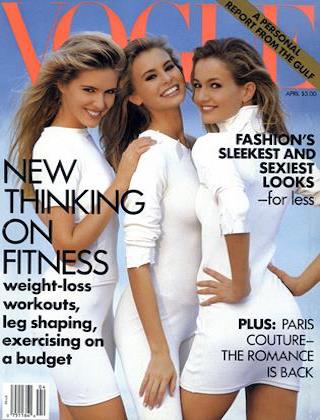 VOGUE
A PERSONAL
REPORT FROM THE GULF
APRIL $3.00
FASHION'S
SLEEKEST AND
SEXIEST
LOOKS
–for less
NEW
THINKING
ON
FITNESS
weight-loss
workouts,
leg shaping,
exercising on
a budget
PLUS: PARIS
COUTURE–
THE ROMANCE
IS BACK
04